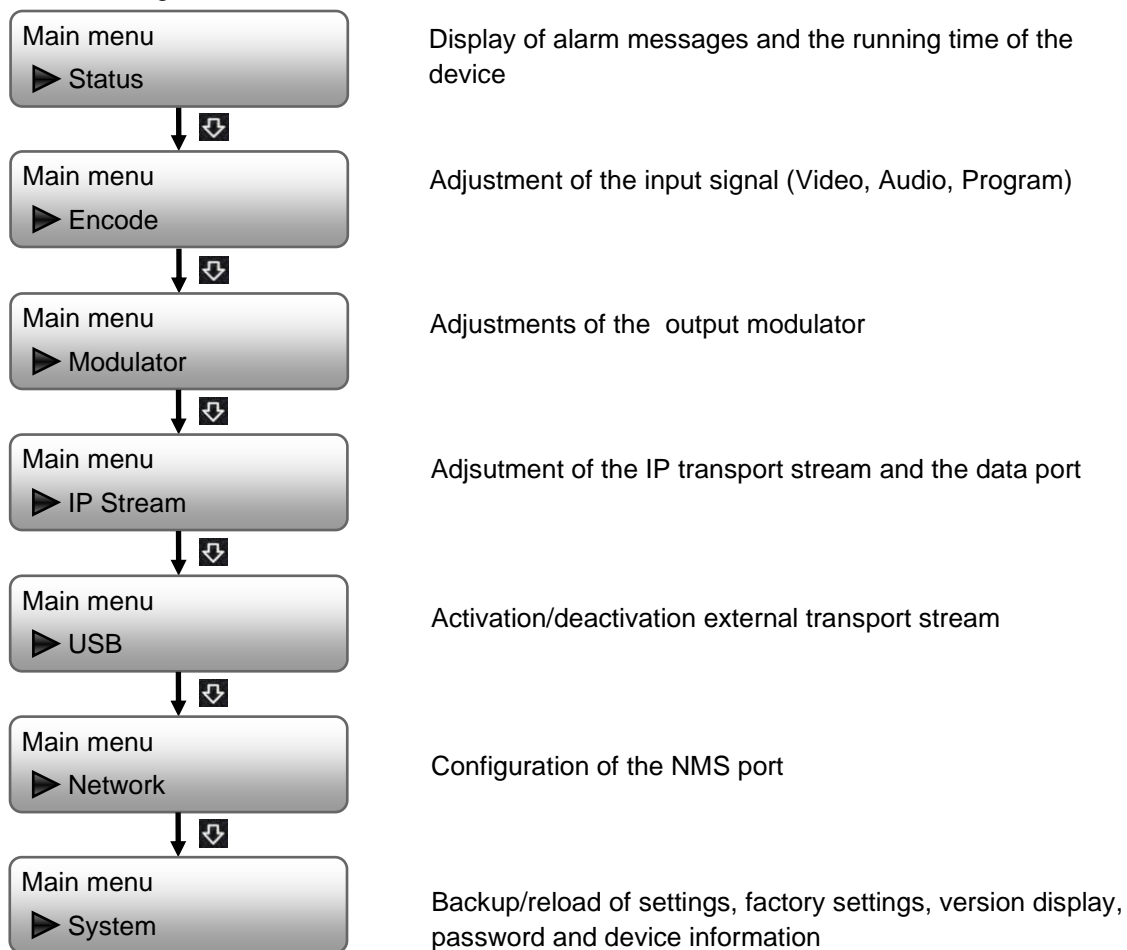 Main menu
Status
Display of alarm messages and the running time of the
device
Main menu
Encode
Adjustment of the input signal (Video, Audio, Program)
Main menu
Modulator
Adjustments of the  output modulator
Main menu
IP Stream
Adjsutment of the IP transport stream and the data port
Main menu
USB
Activation/deactivation external transport stream
Main menu
Network
Configuration of the NMS port
Main menu
System
Backup/reload of settings, factory settings, version display,
password and device information